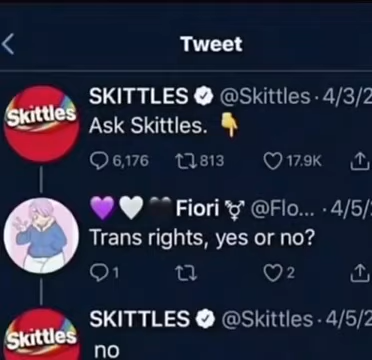 Tweet
SKITTLES @Skittles · 4/3/2
Skittles
Ask Skittles. 👇
6,176 813 17.9K
💜🤍🖤 Fiori ⚧ @Flo... · 4/5/
Trans rights, yes or no?
1 2
SKITTLES @Skittles · 4/5/2
Skittles
no